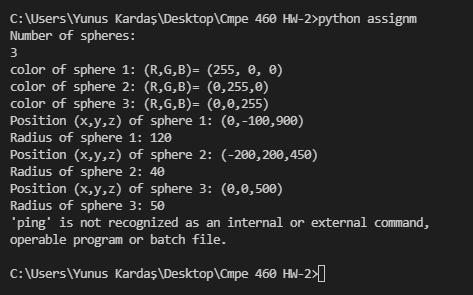 C:\Users\Yunus Kardaş\Desktop\Cmpe 460 HW-2>python assignm
Number of spheres:
3
color of sphere 1: (R,G,B)= (255, 0, 0)
color of sphere 2: (R,G,B)= (0,255,0)
color of sphere 3: (R,G,B)= (0,0,255)
Position (x,y,z) of sphere 1: (0,-100,900)
Radius of sphere 1: 120
Position (x,y,z) of sphere 2: (-200,200,450)
Radius of sphere 2: 40
Position (x,y,z) of sphere 3: (0,0,500)
Radius of sphere 3: 50
'ping' is not recognized as an internal or external command,
operable program or batch file.
C:\Users\Yunus Kardaş\Desktop\Cmpe 460 HW-2>